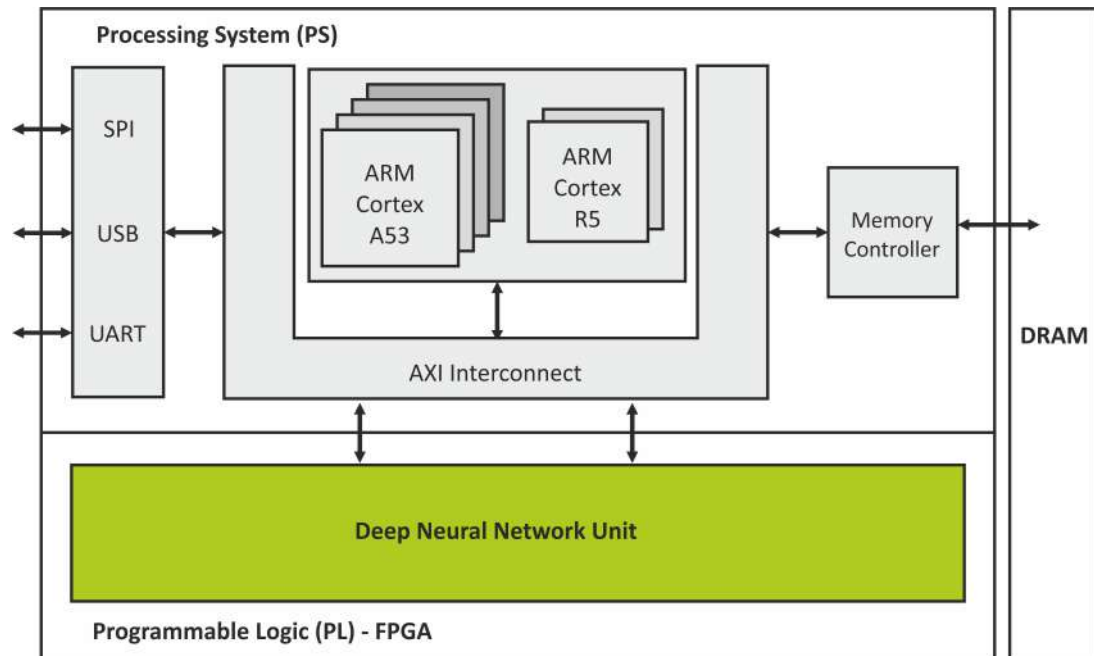 Processing System (PS)
SPI
USB
UART
ARM
Cortex
A53
ARM
Cortex
R5
AXI Interconnect
Memory
Controller
DRAM
Deep Neural Network Unit
Programmable Logic (PL) - FPGA